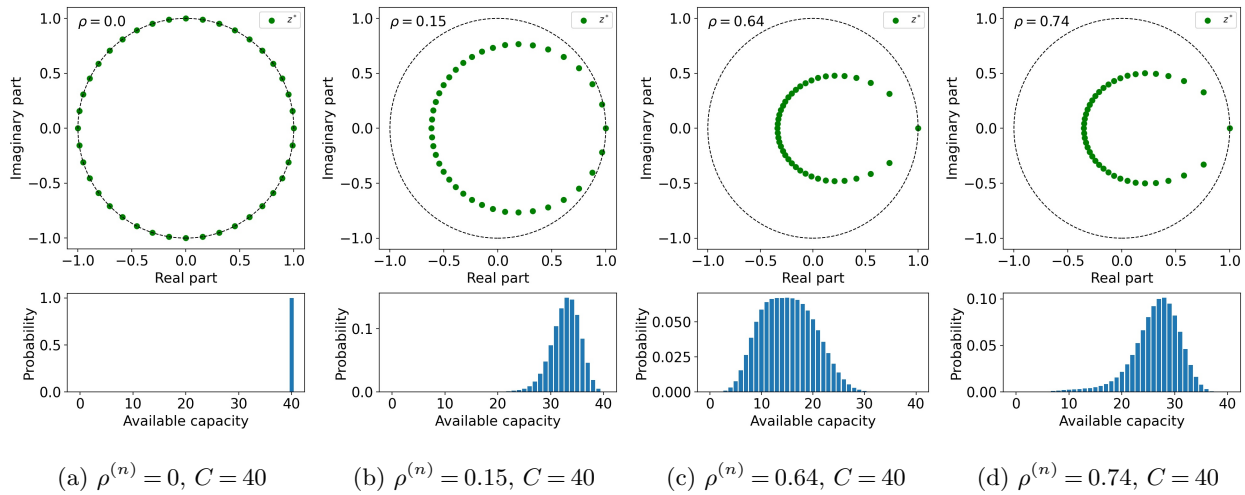 ρ = 0.0
z*
1.0
0.5
0.0
−0.5
−1.0
Imaginary part
−1.0 −0.5 0.0 0.5 1.0
Real part
ρ = 0.15
z*
1.0
0.5
0.0
−0.5
−1.0
Imaginary part
−1.0 −0.5 0.0 0.5 1.0
Real part
ρ = 0.64
z*
1.0
0.5
0.0
−0.5
−1.0
Imaginary part
−1.0 −0.5 0.0 0.5 1.0
Real part
ρ = 0.74
z*
1.0
0.5
0.0
−0.5
−1.0
Imaginary part
−1.0 −0.5 0.0 0.5 1.0
Real part
1.0
0.5
0.0
Probability
0 10 20 30 40
Available capacity
0.1
0.0
Probability
0 10 20 30 40
Available capacity
0.050
0.025
0.000
Probability
0 10 20 30 40
Available capacity
0.10
0.05
0.00
Probability
0 10 20 30 40
Available capacity
(a) ρ^(n) = 0, C = 40
(b) ρ^(n) = 0.15, C = 40
(c) ρ^(n) = 0.64, C = 40
(d) ρ^(n) = 0.74, C = 40